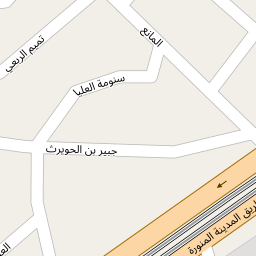 تميم الربعي
المانع
سنومة العليا
جبير بن الحويرث
طريق المدينة المنورة